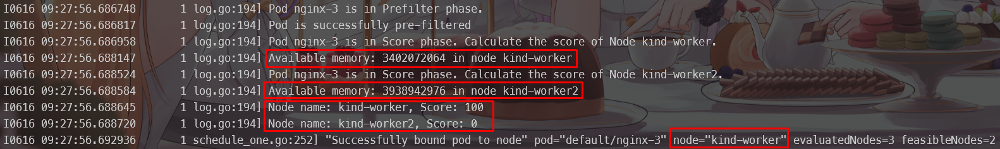 I0616 09:27:56.686748       1 log.go:194] Pod nginx-3 is in Prefilter phase.
I0616 09:27:56.686817       1 log.go:194] Pod is successfully pre-filtered
I0616 09:27:56.686958       1 log.go:194] Pod nginx-3 is in Score phase. Calculate the score of Node kind-worker.
I0616 09:27:56.688147       1 log.go:194] Available memory: 3402072064 in node kind-worker
I0616 09:27:56.688524       1 log.go:194] Pod nginx-3 is in Score phase. Calculate the score of Node kind-worker2.
I0616 09:27:56.688584       1 log.go:194] Available memory: 3938942976 in node kind-worker2
I0616 09:27:56.688645       1 log.go:194] Node name: kind-worker, Score: 100
I0616 09:27:56.688720       1 log.go:194] Node name: kind-worker2, Score: 0
I0616 09:27:56.692936       1 schedule_one.go:252] "Successfully bound pod to node" pod="default/nginx-3" node="kind-worker" evaluatedNodes=3 feasibleNodes=2